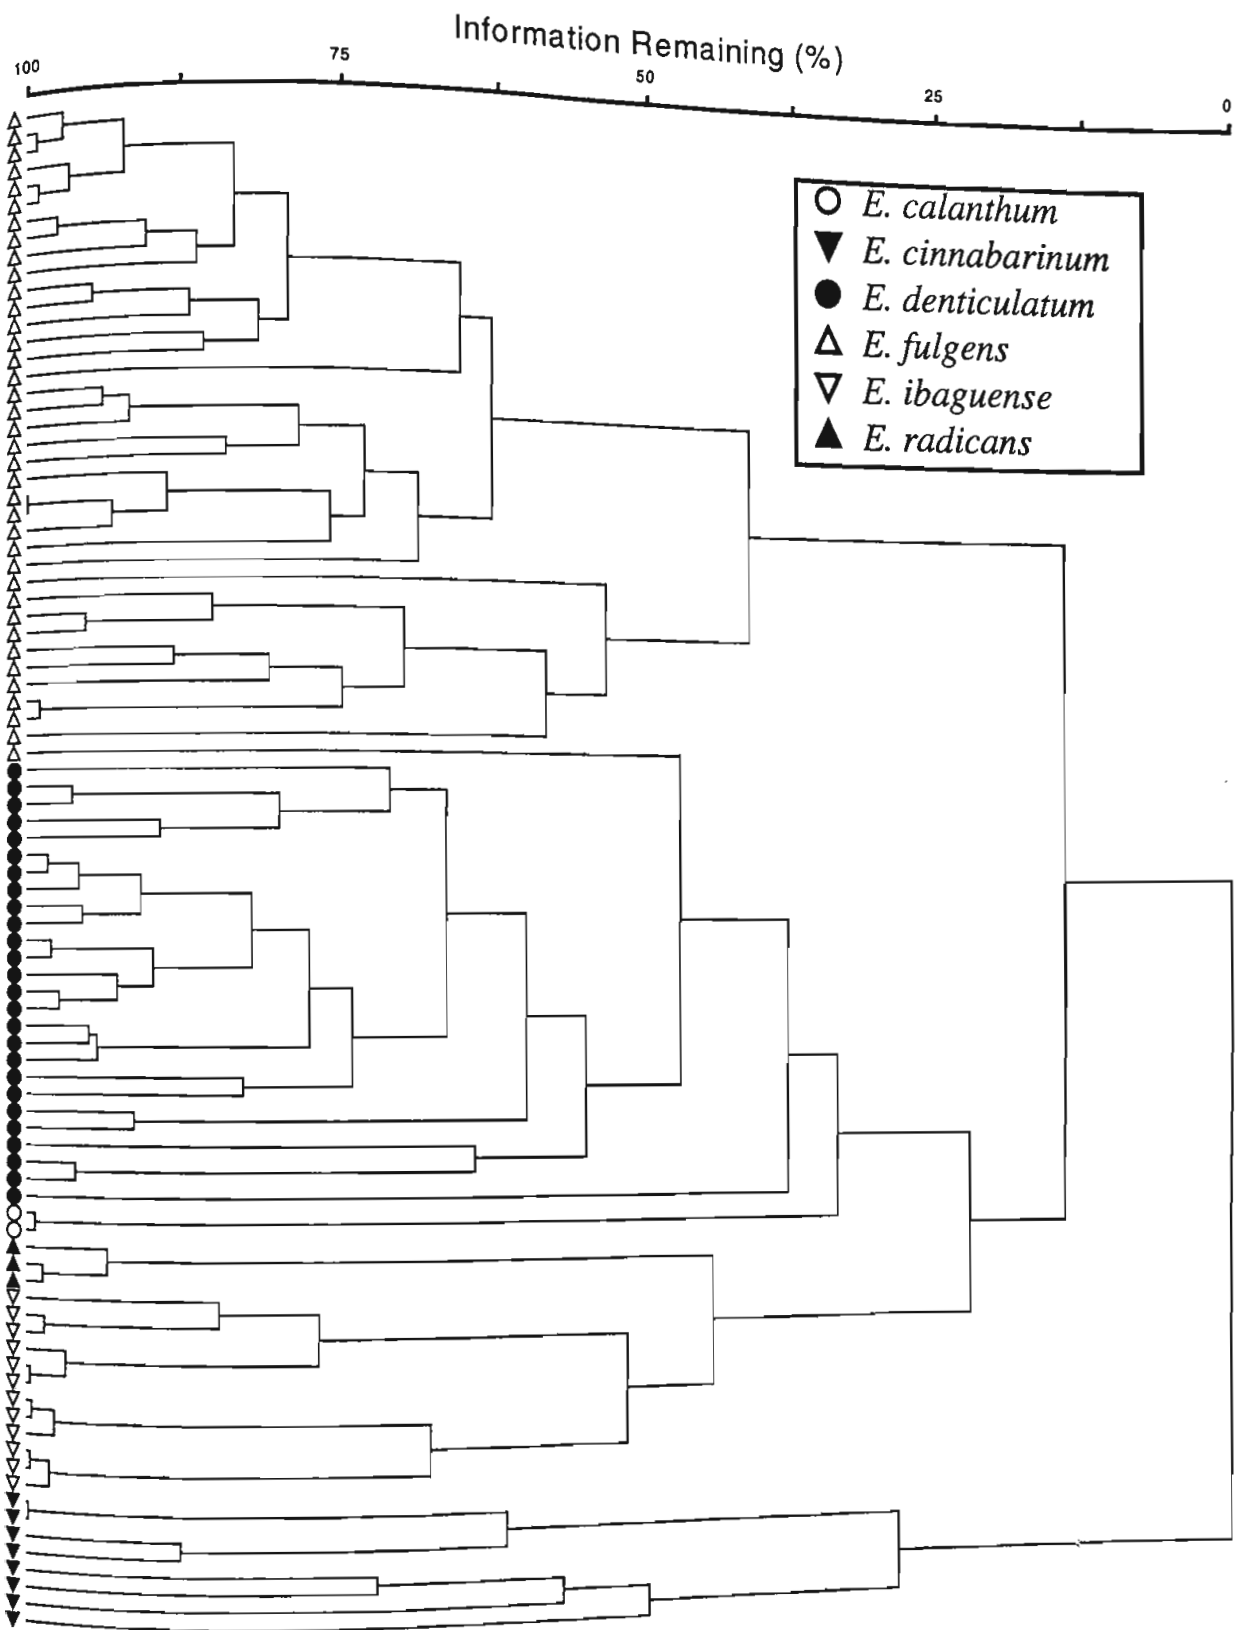 Information Remaining (%)
100 75 50 25 0
E. calanthum
E. cinnabarinum
E. denticulatum
E. fulgens
E. ibaguense
E. radicans